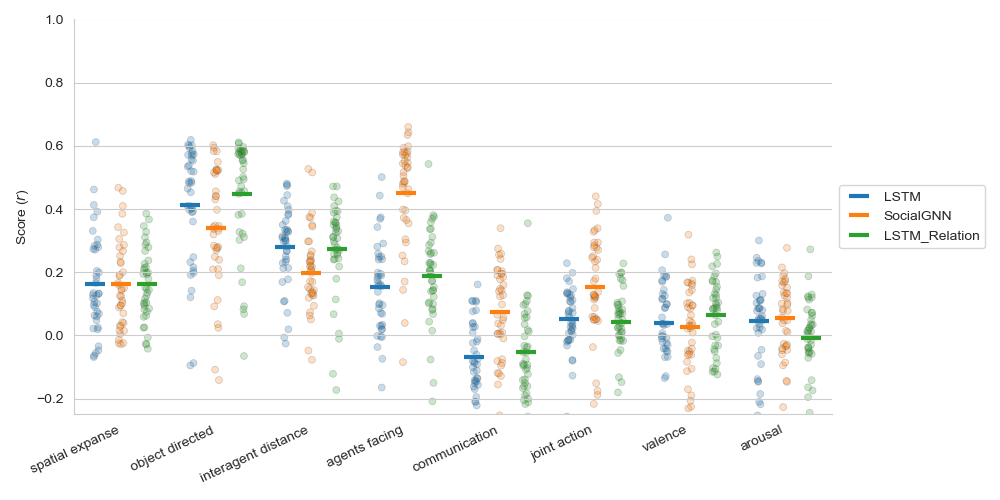 1.0
0.8
0.6
0.4
0.2
0.0
−0.2
Score (r)
spatial expanse
object directed
interagent distance
agents facing
communication
joint action
valence
arousal
LSTM
SocialGNN
LSTM_Relation